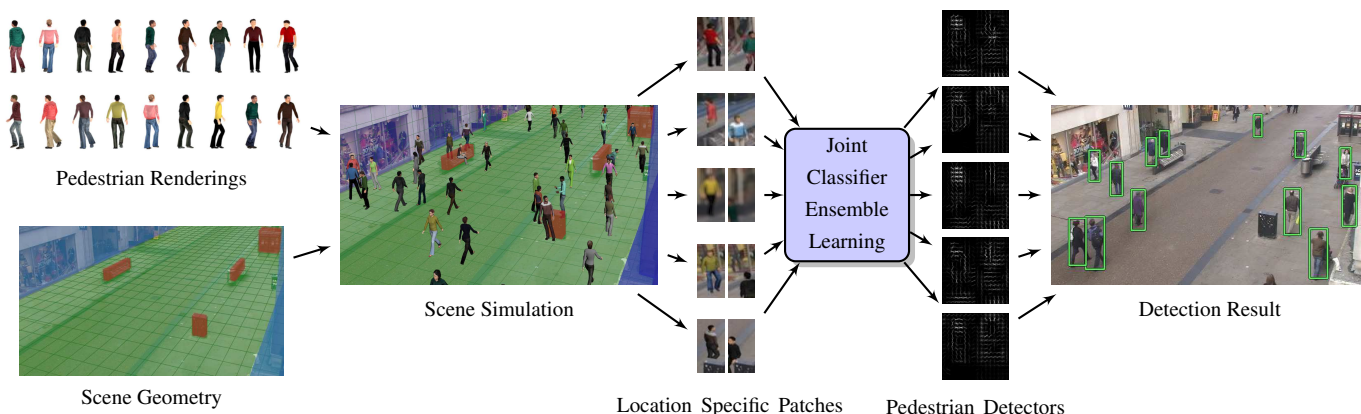 Pedestrian Renderings
Scene Geometry
Scene Simulation
Location Specific Patches
Joint
Classifier
Ensemble
Learning
Pedestrian Detectors
Detection Result